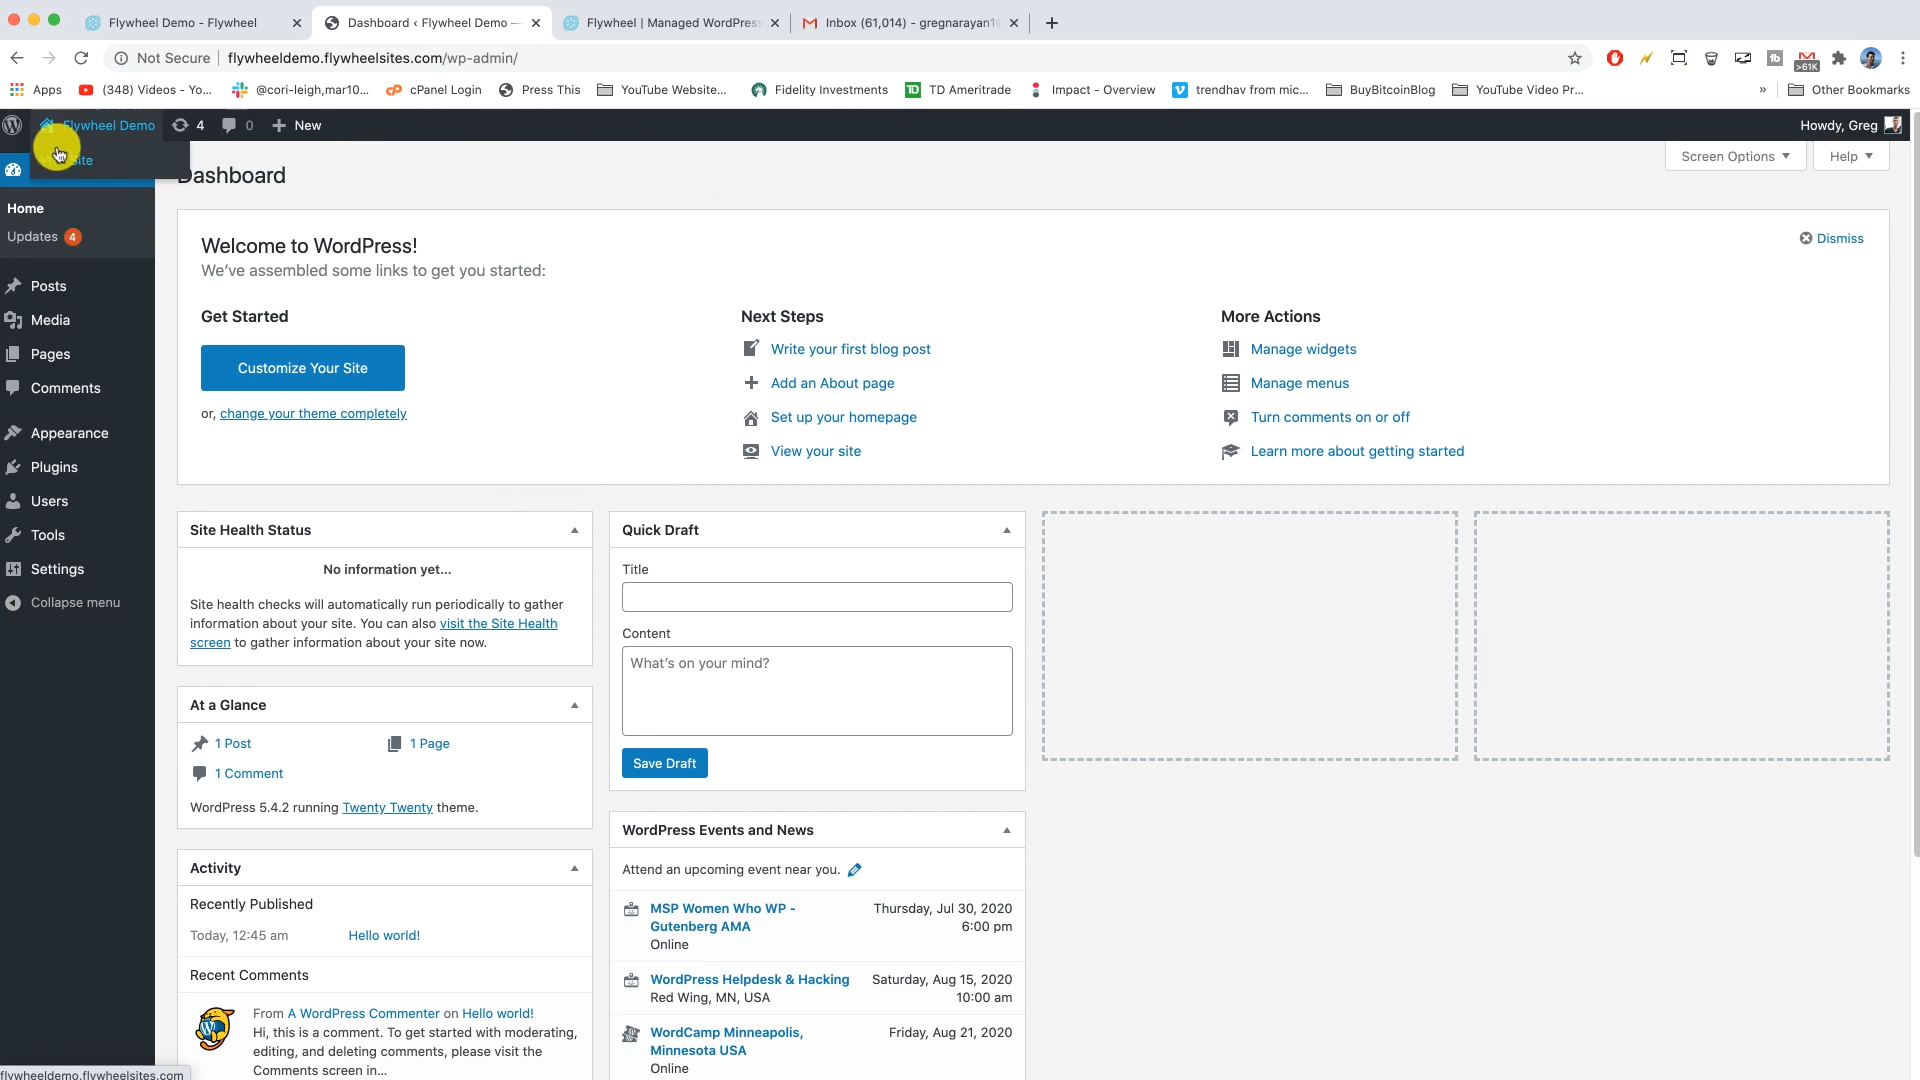 Flywheel Demo - Flywheel
Dashboard ‹ Flywheel Demo —
Flywheel | Managed WordPress
Inbox (61,014) - gregnarayan1
Not Secure
flywheeldemo.flywheelsites.com/wp-admin/
>61K
Apps
(348) Videos - Yo...
@cori-leigh,mar10...
cPanel Login
Press This
YouTube Website...
Fidelity Investments
TD Ameritrade
Impact - Overview
trendhav from mic...
BuyBitcoinBlog
YouTube Video Pr...
»
Other Bookmarks
Flywheel Demo
4
0
New
Howdy, Greg
Site
Screen Options
Help
Dashboard
Home
Updates 4
Posts
Media
Pages
Comments
Appearance
Plugins
Users
Tools
Settings
Collapse menu
Welcome to WordPress!
We've assembled some links to get you started:
Dismiss
Get Started
Customize Your Site
or, change your theme completely
Next Steps
Write your first blog post
Add an About page
Set up your homepage
View your site
More Actions
Manage widgets
Manage menus
Turn comments on or off
Learn more about getting started
Site Health Status
No information yet...
Site health checks will automatically run periodically to gather
information about your site. You can also visit the Site Health
screen to gather information about your site now.
At a Glance
1 Post
1 Page
1 Comment
WordPress 5.4.2 running Twenty Twenty theme.
Activity
Recently Published
Today, 12:45 am
Hello world!
Recent Comments
From A WordPress Commenter on Hello world!
Hi, this is a comment. To get started with moderating,
editing, and deleting comments, please visit the
Comments screen in...
Quick Draft
Title
Content
What's on your mind?
Save Draft
WordPress Events and News
Attend an upcoming event near you.
MSP Women Who WP -
Gutenberg AMA
Online
Thursday, Jul 30, 2020
6:00 pm
WordPress Helpdesk & Hacking
Red Wing, MN, USA
Saturday, Aug 15, 2020
10:00 am
WordCamp Minneapolis,
Minnesota USA
Online
Friday, Aug 21, 2020
flywheeldemo.flywheelsites.com